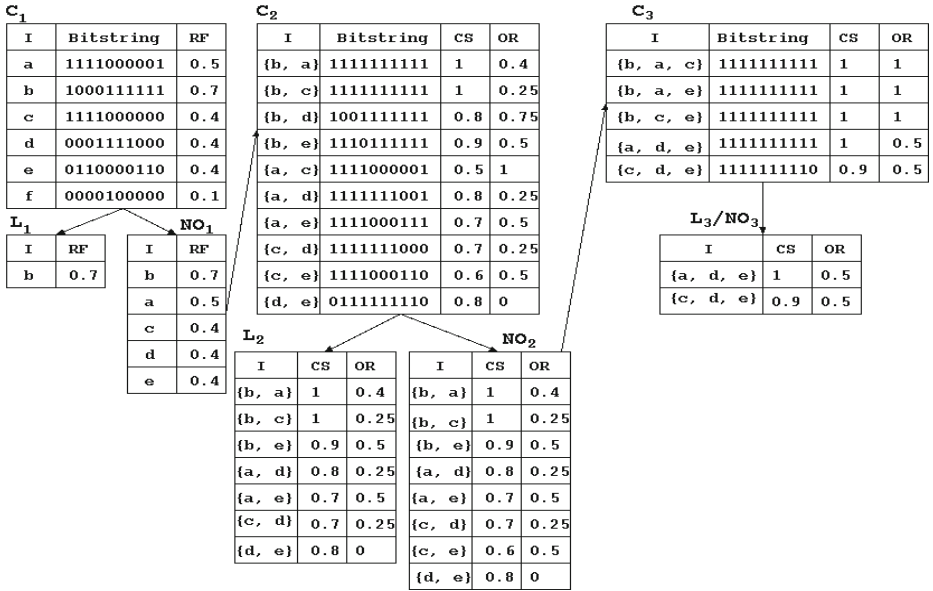 C1
I Bitstring RF
a 1111000001 0.5
b 1000111111 0.7
c 1111000000 0.4
d 0001111000 0.4
e 0110000110 0.4
f 0000100000 0.1
L1
I RF
b 0.7
NO1
I RF
b 0.7
a 0.5
c 0.4
d 0.4
e 0.4
C2
I Bitstring CS OR
{b, a} 1111111111 1 0.4
{b, c} 1111111111 1 0.25
{b, d} 1001111111 0.8 0.75
{b, e} 1110111111 0.9 0.5
{a, c} 1111000001 0.5 1
{a, d} 1111111001 0.8 0.25
{a, e} 1111000111 0.7 0.5
{c, d} 1111111000 0.7 0.25
{c, e} 1111000110 0.6 0.5
{d, e} 0111111110 0.8 0
L2
I CS OR
{b, a} 1 0.4
{b, c} 1 0.25
{b, e} 0.9 0.5
{a, d} 0.8 0.25
{a, e} 0.7 0.5
{c, d} 0.7 0.25
{d, e} 0.8 0
NO2
I CS OR
{b, a} 1 0.4
{b, c} 1 0.25
{b, e} 0.9 0.5
{a, d} 0.8 0.25
{a, e} 0.7 0.5
{c, d} 0.7 0.25
{c, e} 0.6 0.5
{d, e} 0.8 0
C3
I Bitstring CS OR
{b, a, c} 1111111111 1 1
{b, a, e} 1111111111 1 1
{b, c, e} 1111111111 1 1
{a, d, e} 1111111111 1 0.5
{c, d, e} 1111111110 0.9 0.5
L3/NO3
I CS OR
{a, d, e} 1 0.5
{c, d, e} 0.9 0.5